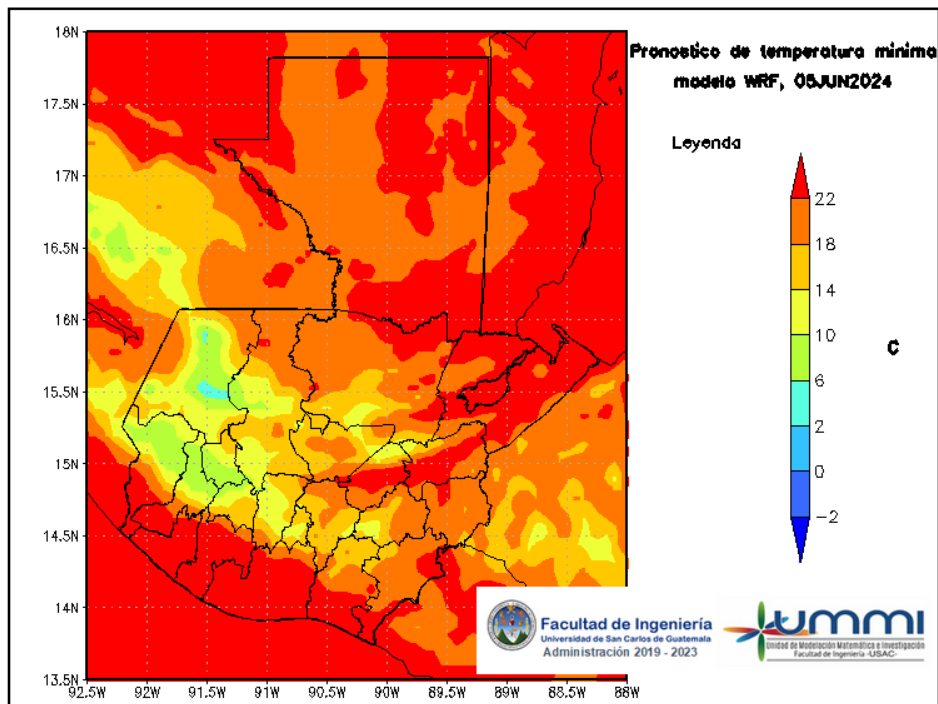 Pronostico de temperatura minima
modelo WRF, 05JUN2024
Leyenda
22
18
14
10
6
2
0
−2
C
18N
17.5N
17N
16.5N
16N
15.5N
15N
14.5N
14N
13.5N
92.5W
92W
91.5W
91W
90.5W
90W
89.5W
89W
88.5W
88W
Facultad de Ingeniería
Universidad de San Carlos de Guatemala
Administración 2019 - 2023
ummi
Unidad de Modelación Matemática e Investigación
Facultad de Ingeniería -USAC-